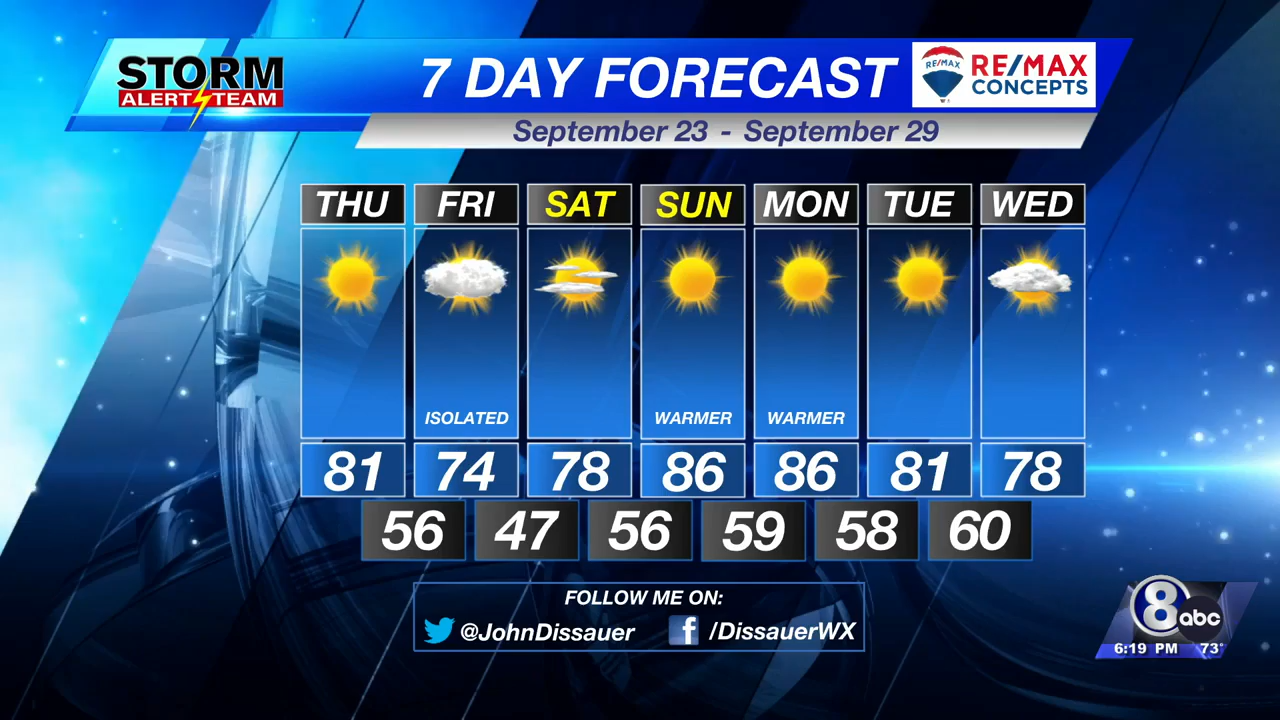 STORM
ALERT TEAM
7 DAY FORECAST
RE/MAX
RE/MAX
CONCEPTS
September 23 - September 29
THU FRI SAT SUN MON TUE WED
ISOLATED WARMER WARMER
81 74 78 86 86 81 78
56 47 56 59 58 60
FOLLOW ME ON:
@JohnDissauer f /DissauerWX
8 abc
6:19 PM 73°